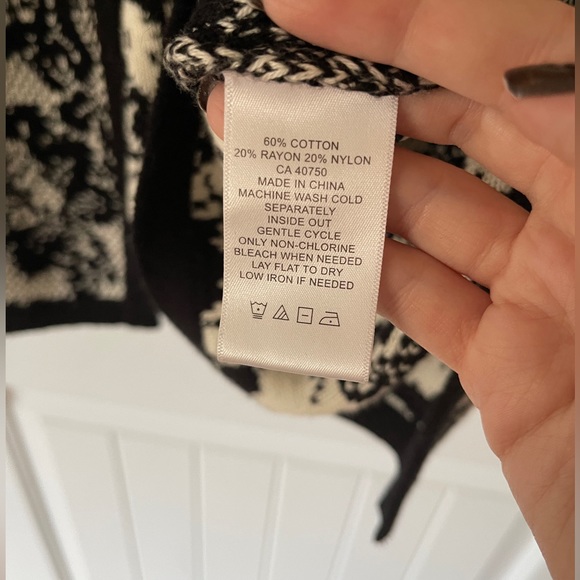 60% COTTON
20% RAYON 20% NYLON
CA 40750
MADE IN CHINA
MACHINE WASH COLD
SEPARATELY
INSIDE OUT
GENTLE CYCLE
ONLY NON-CHLORINE
BLEACH WHEN NEEDED
LAY FLAT TO DRY
LOW IRON IF NEEDED